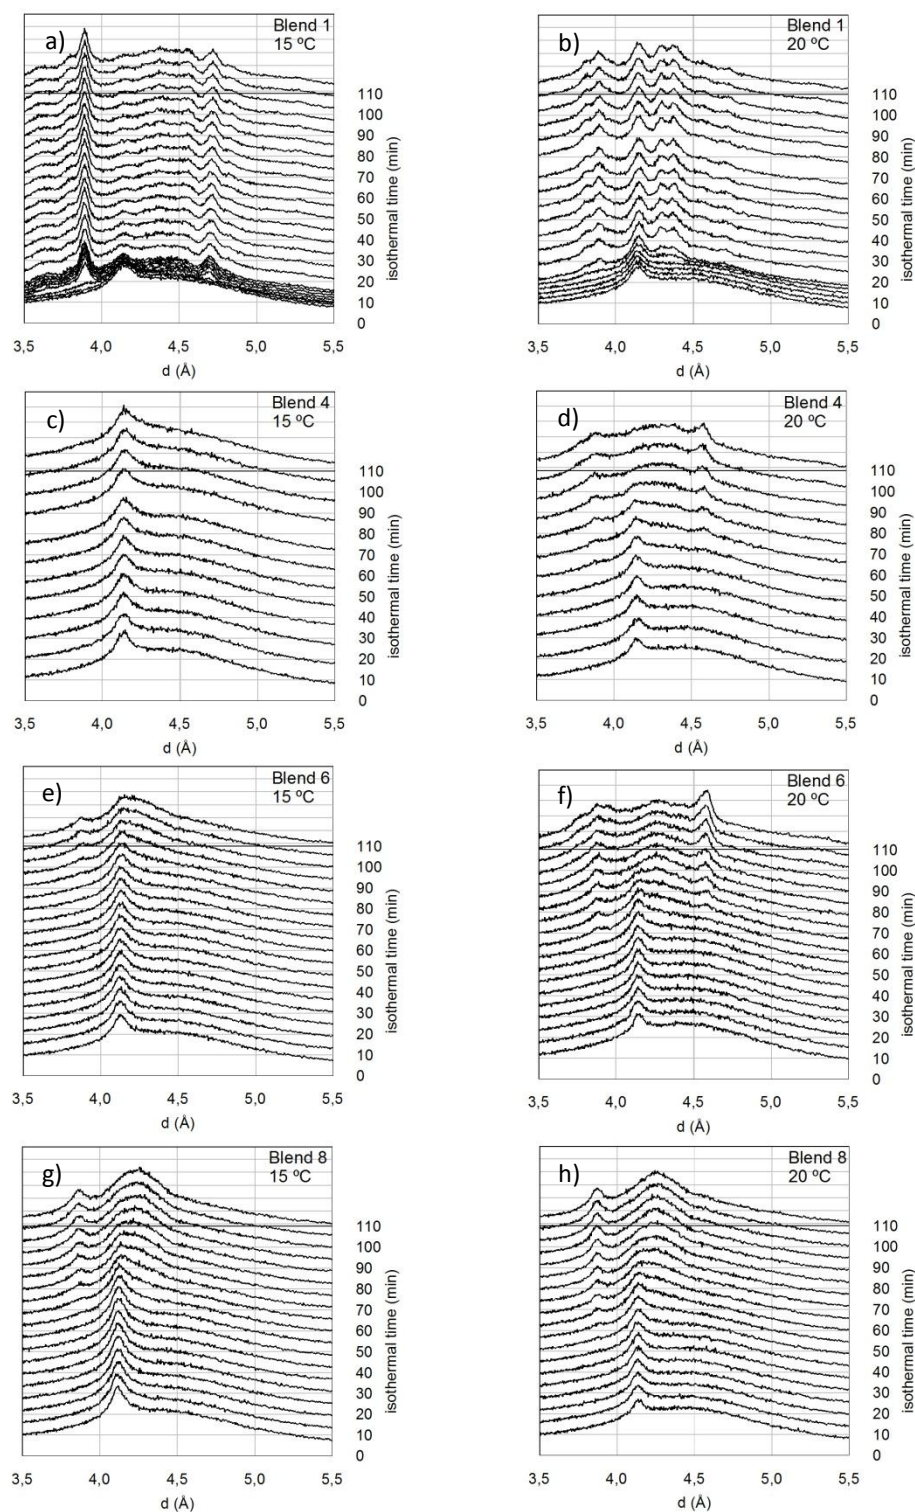 a)
Blend 1
15 ºC
110
100
90
80
70
60
50
40
30
20
10
0
isothermal time (min)
3,5 4,0 4,5 5,0 5,5
d (Å)
b)
Blend 1
20 ºC
110
100
90
80
70
60
50
40
30
20
10
0
isothermal time (min)
3,5 4,0 4,5 5,0 5,5
d (Å)
c)
Blend 4
15 ºC
110
100
90
80
70
60
50
40
30
20
10
0
isothermal time (min)
3,5 4,0 4,5 5,0 5,5
d (Å)
d)
Blend 4
20 ºC
110
100
90
80
70
60
50
40
30
20
10
0
isothermal time (min)
3,5 4,0 4,5 5,0 5,5
d (Å)
e)
Blend 6
15 ºC
110
100
90
80
70
60
50
40
30
20
10
0
isothermal time (min)
3,5 4,0 4,5 5,0 5,5
d (Å)
f)
Blend 6
20 ºC
110
100
90
80
70
60
50
40
30
20
10
0
isothermal time (min)
3,5 4,0 4,5 5,0 5,5
d (Å)
g)
Blend 8
15 ºC
110
100
90
80
70
60
50
40
30
20
10
0
isothermal time (min)
3,5 4,0 4,5 5,0 5,5
d (Å)
h)
Blend 8
20 ºC
110
100
90
80
70
60
50
40
30
20
10
0
isothermal time (min)
3,5 4,0 4,5 5,0 5,5
d (Å)